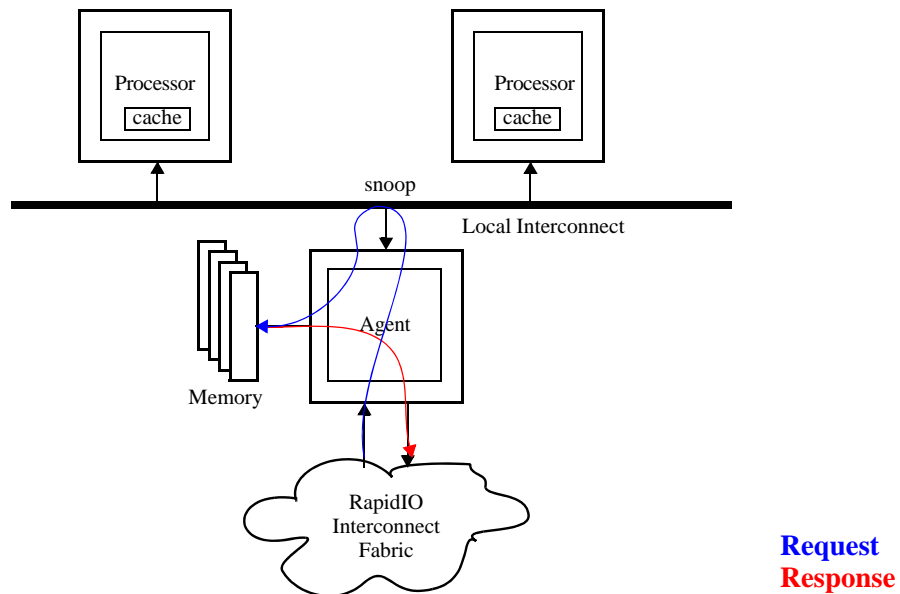 Processor
cache
Processor
cache
snoop
Local Interconnect
Agent
Memory
RapidIO
Interconnect
Fabric
Request
Response